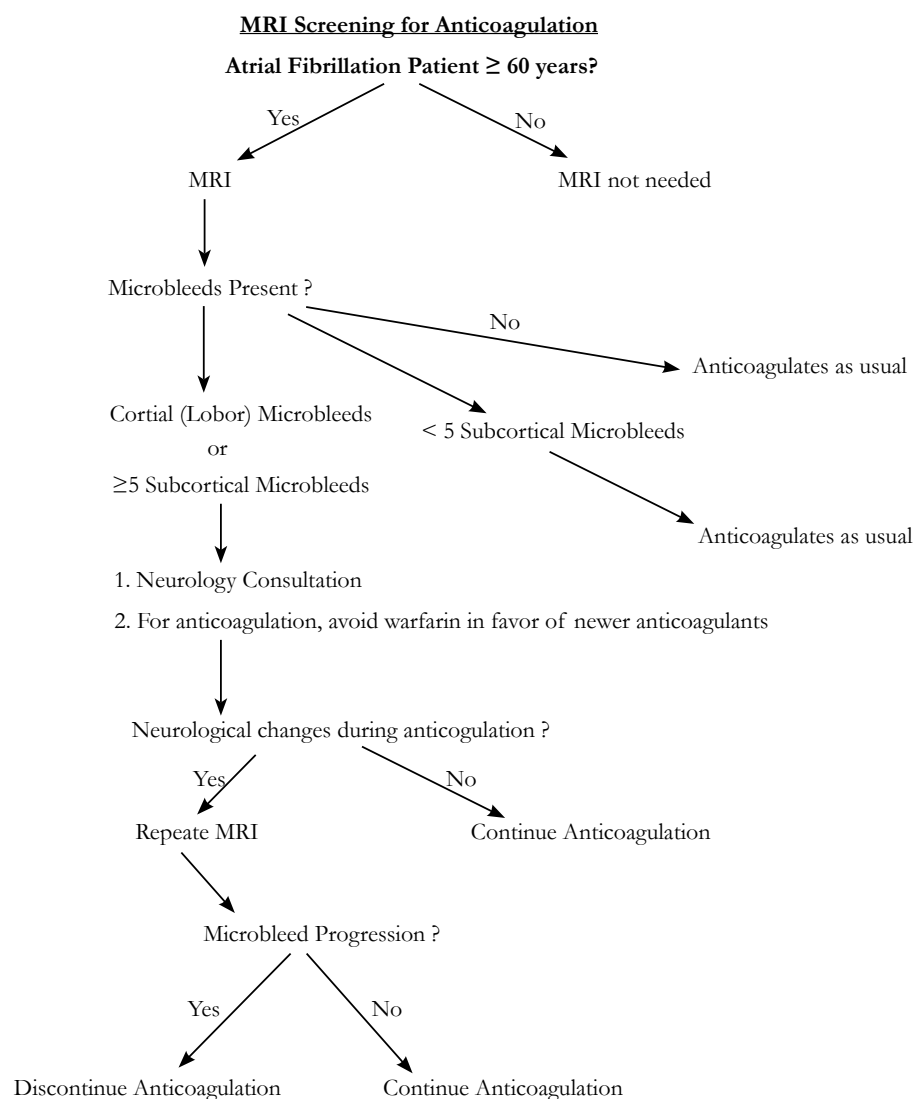 MRI Screening for Anticoagulation
Atrial Fibrillation Patient ≥ 60 years?
Yes
No
MRI
MRI not needed
Microbleeds Present ?
No
Anticoagulates as usual
Cortial (Lobor) Microbleeds
or
≥5 Subcortical Microbleeds
< 5 Subcortical Microbleeds
Anticoagulates as usual
1. Neurology Consultation
2. For anticoagulation, avoid warfarin in favor of newer anticoagulants
Neurological changes during anticogulation ?
Yes
No
Repeate MRI
Continue Anticoagulation
Microbleed Progression ?
Yes
No
Discontinue Anticoagulation
Continue Anticoagulation